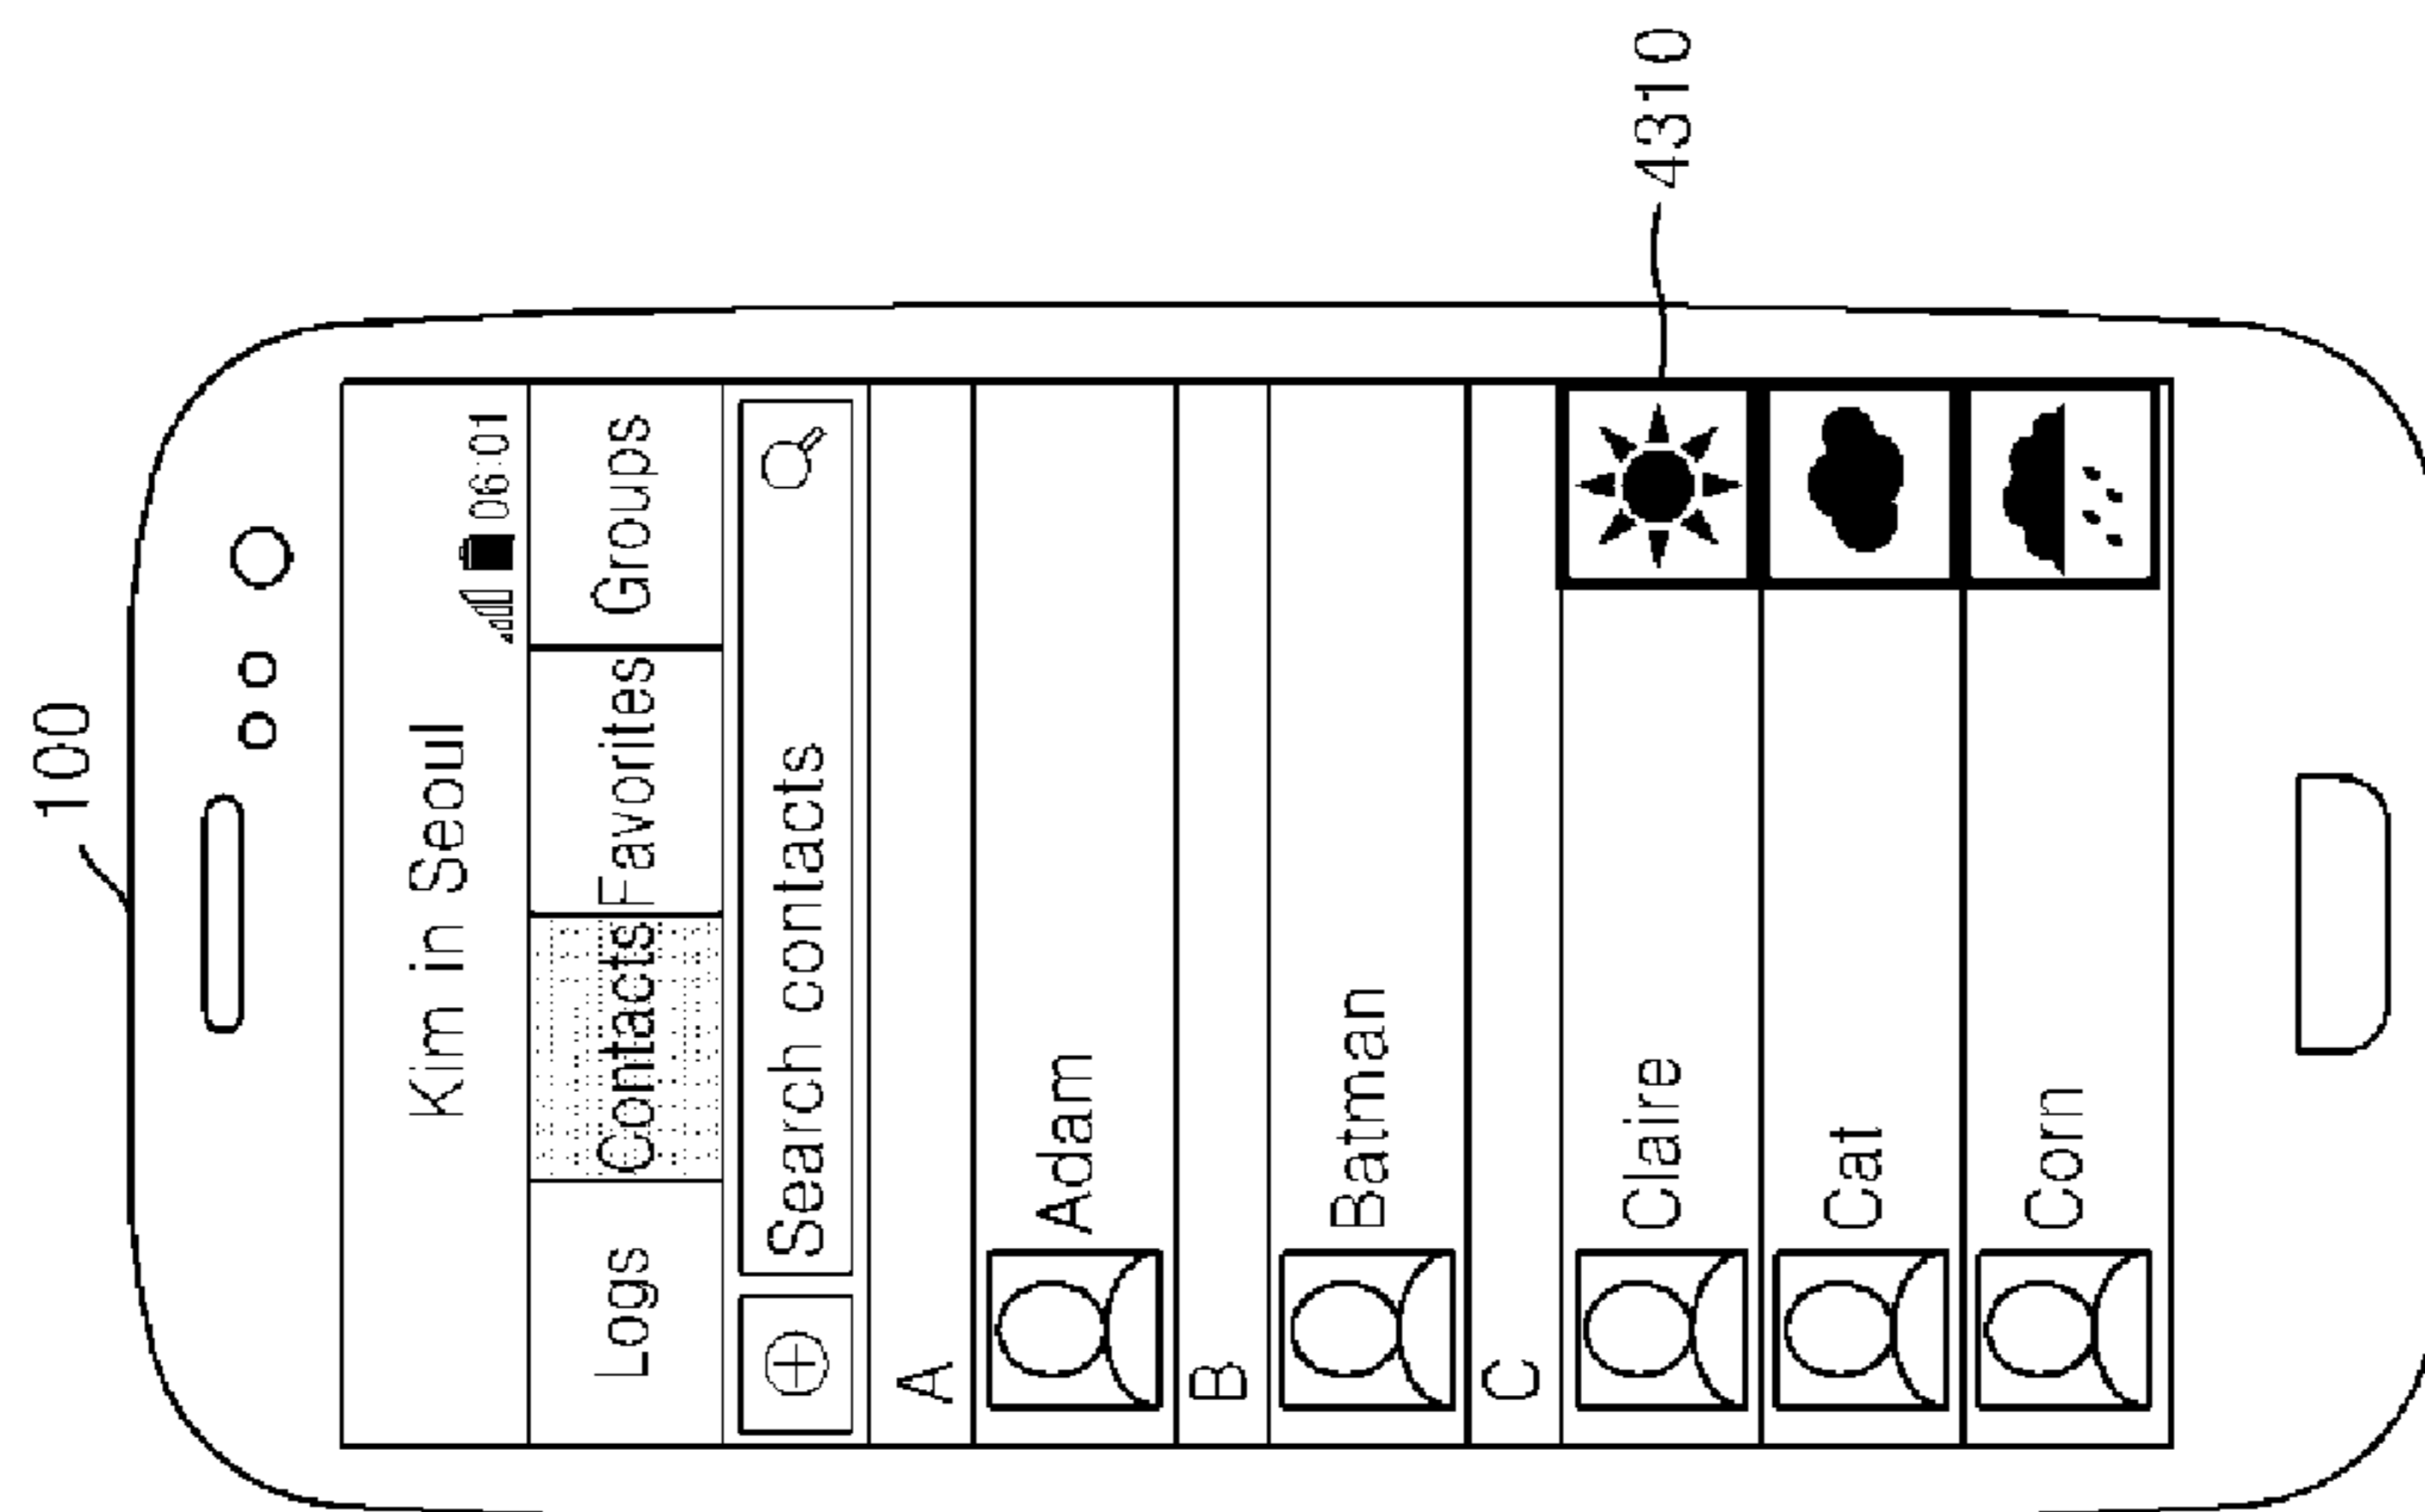 100
Kim in Seoul
06:01
Logs Contacts Favorites Groups
Search contacts
A
Adam
B
Batman
C
Claire
4310
Cat
Corn